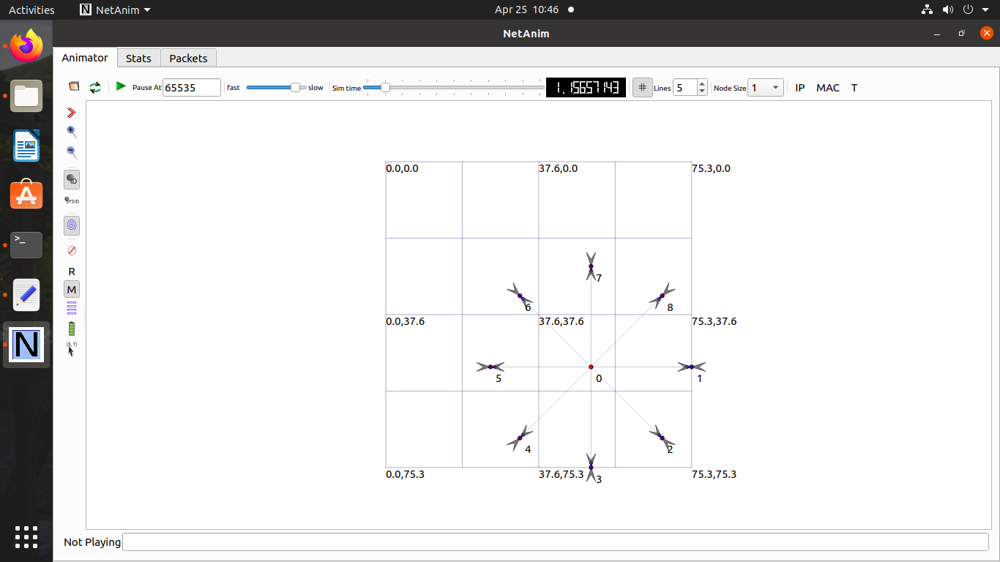 Activities NetAnim Apr 25 10:46
NetAnim
Animator Stats Packets
Pause At 65535 fast slow Sim time 1.15657143 # Lines 5 Node Size 1 IP MAC T
ID
SYSID
R
M
(X, Y)
>_
N
0.0,0.0 37.6,0.0 75.3,0.0
7
6 8
0.0,37.6 37.6,37.6 75.3,37.6
5 0 1
4 2
0.0,75.3 37.6,75.3 3 75.3,75.3
Not Playing